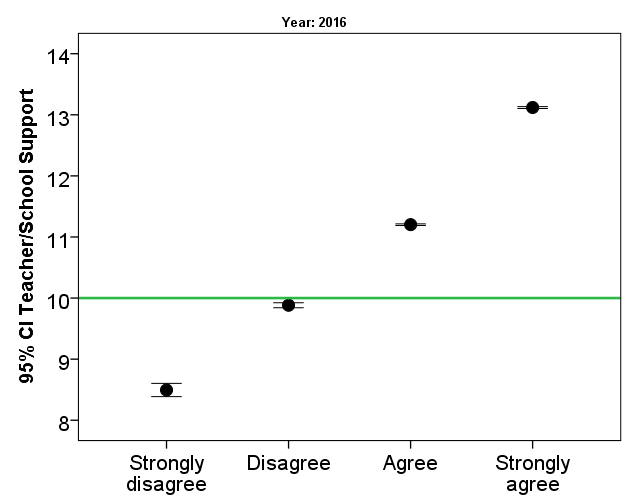 Year: 2016
95% CI Teacher/School Support
14
13
12
11
10
9
8
Strongly
disagree
Disagree
Agree
Strongly
agree